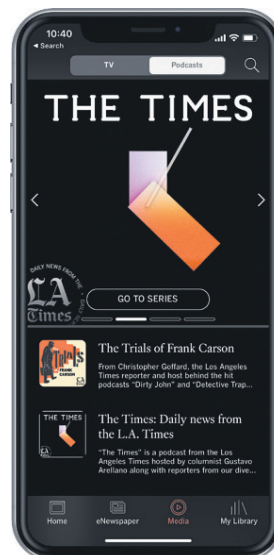 10:40
Search
TV
Podcasts
THE TIMES
DAILY NEWS FROM THE
LA
Times
GO TO SERIES
TRIALS
FRANK
CARSON
The Trials of Frank Carson
From Christopher Goffard, the Los Angeles
Times reporter and host behind the hit
podcasts “Dirty John” and “Detective Trap...
THE TIMES
The Times: Daily news from
the L.A. Times
“The Times” is a podcast from the Los
Angeles Times hosted by columnist Gustavo
Arellano along with reporters from our dive...
Home
eNewspaper
Media
My Library